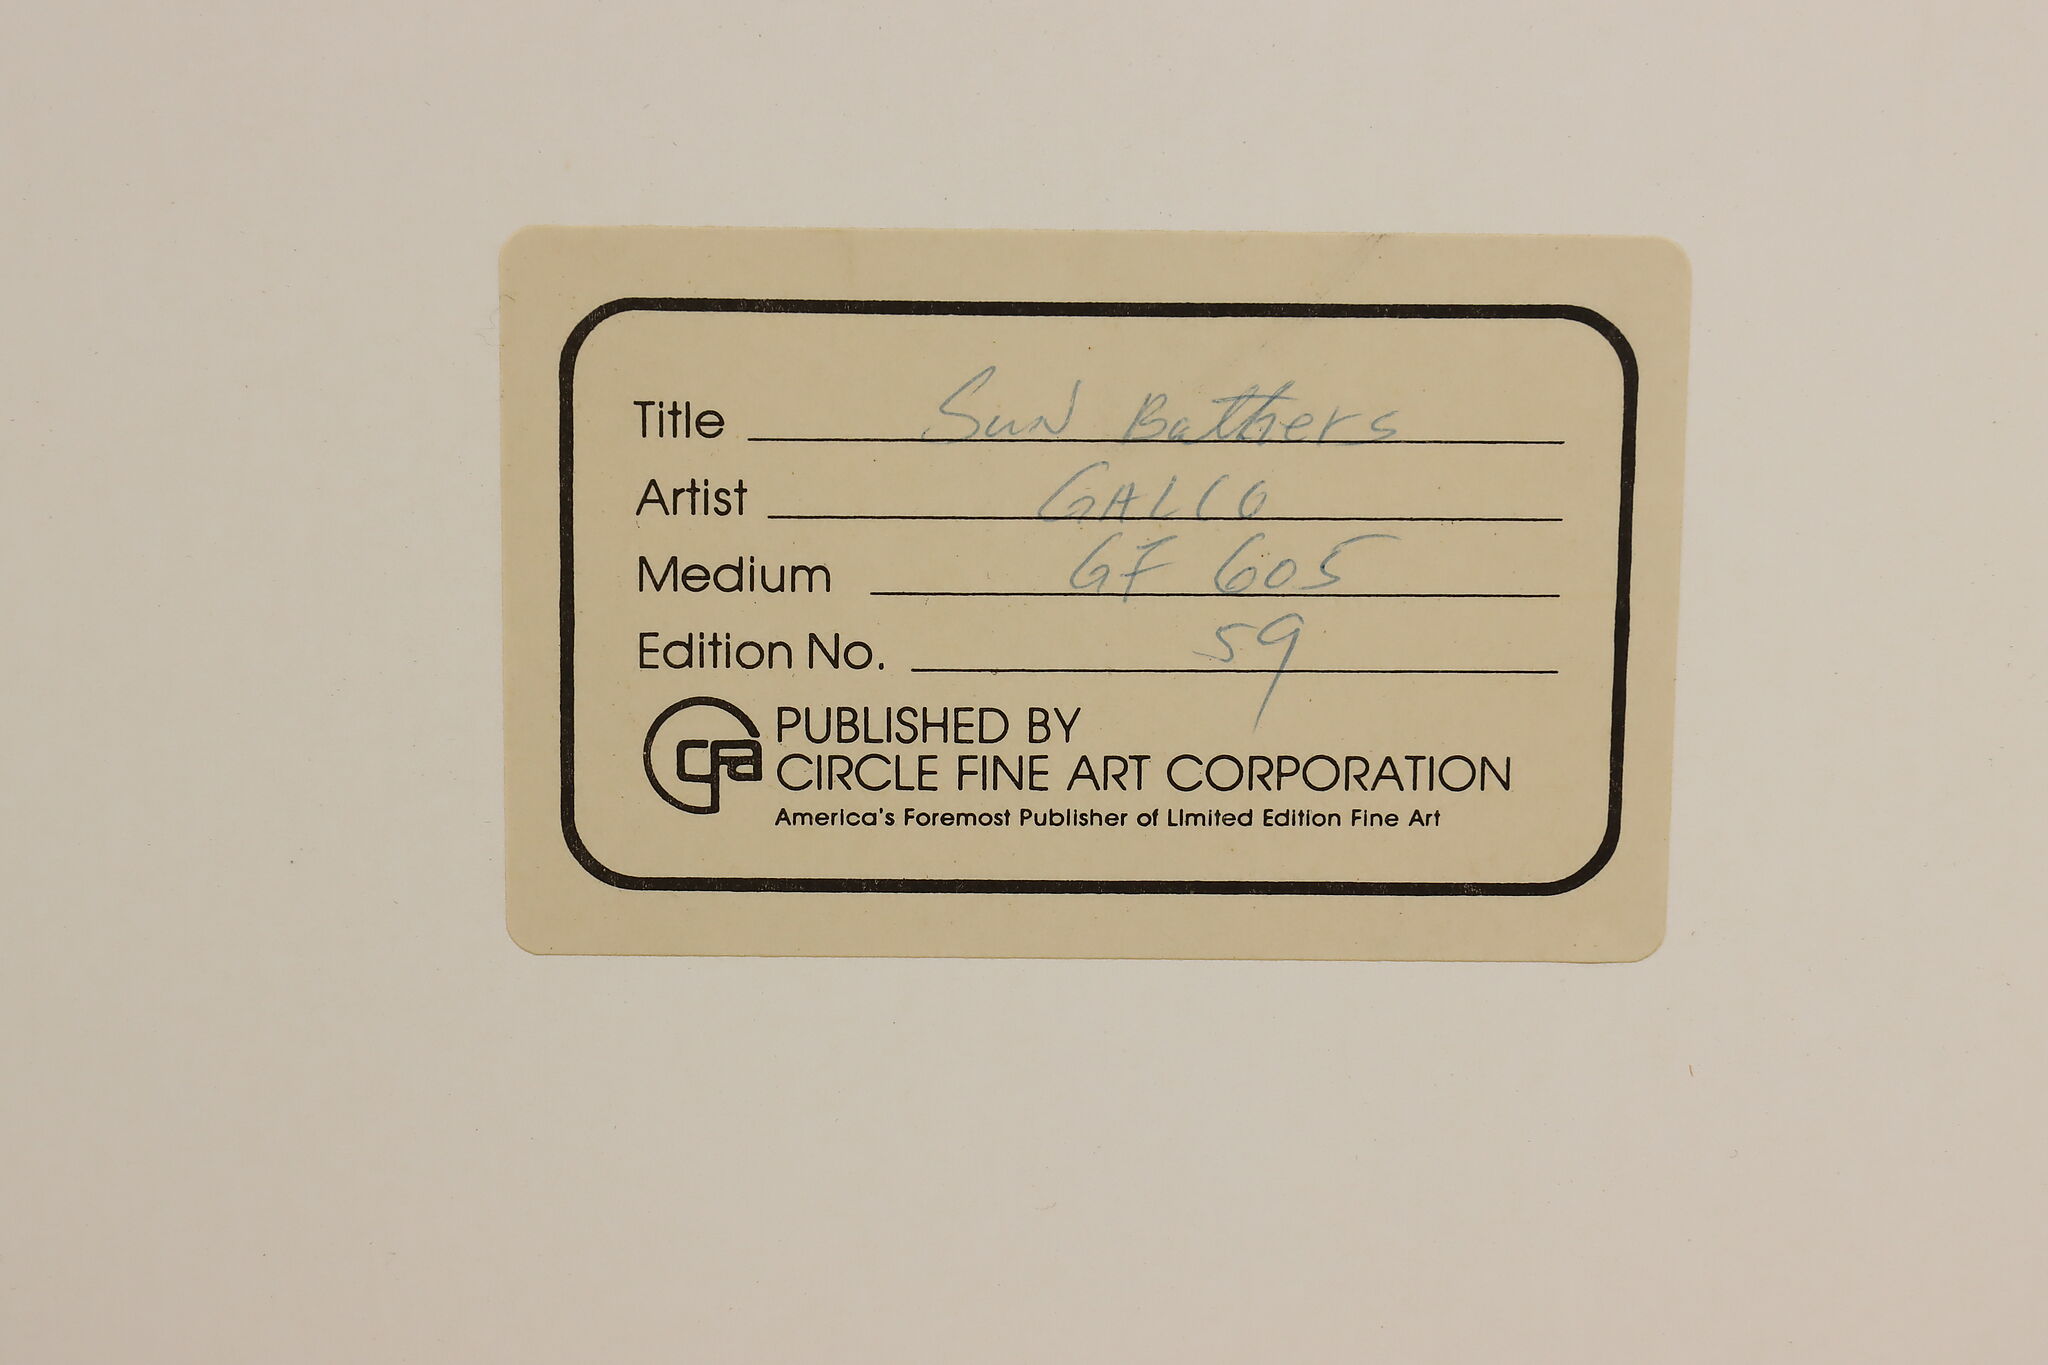 Title Sun Bathers
Artist GALLO
Medium GF 605
Edition No. 59
cfa PUBLISHED BY
CIRCLE FINE ART CORPORATION
America's Foremost Publisher of LImited Edition Fine Art